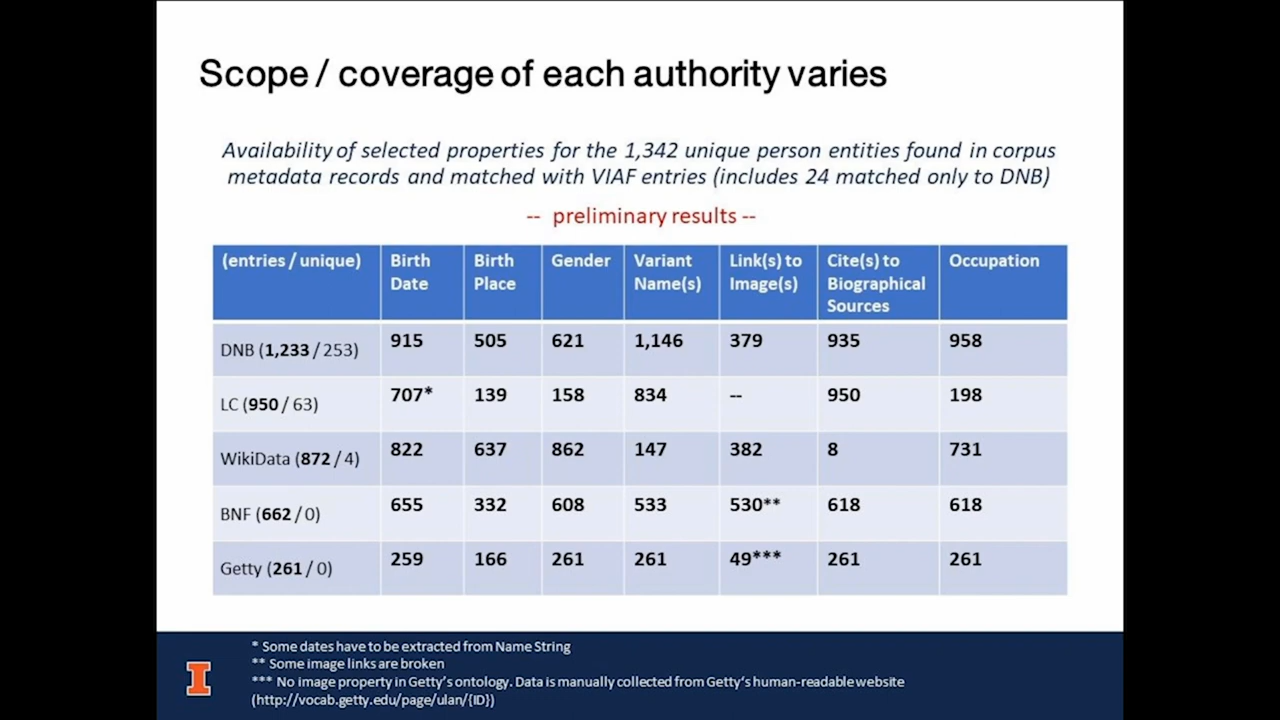 Scope / coverage of each authority varies
Availability of selected properties for the 1,342 unique person entities found in corpus
metadata records and matched with VIAF entries (includes 24 matched only to DNB)
-- preliminary results --
(entries / unique) Birth Date Birth Place Gender Variant Name(s) Link(s) to Image(s) Cite(s) to Biographical Sources Occupation
DNB (1,233 / 253) 915 505 621 1,146 379 935 958
LC (950 / 63) 707* 139 158 834 -- 950 198
WikiData (872 / 4) 822 637 862 147 382 8 731
BNF (662 / 0) 655 332 608 533 530** 618 618
Getty (261 / 0) 259 166 261 261 49*** 261 261
* Some dates have to be extracted from Name String
** Some image links are broken
*** No image property in Getty's ontology. Data is manually collected from Getty's human-readable website
(http://vocab.getty.edu/page/ulan/{ID})
I